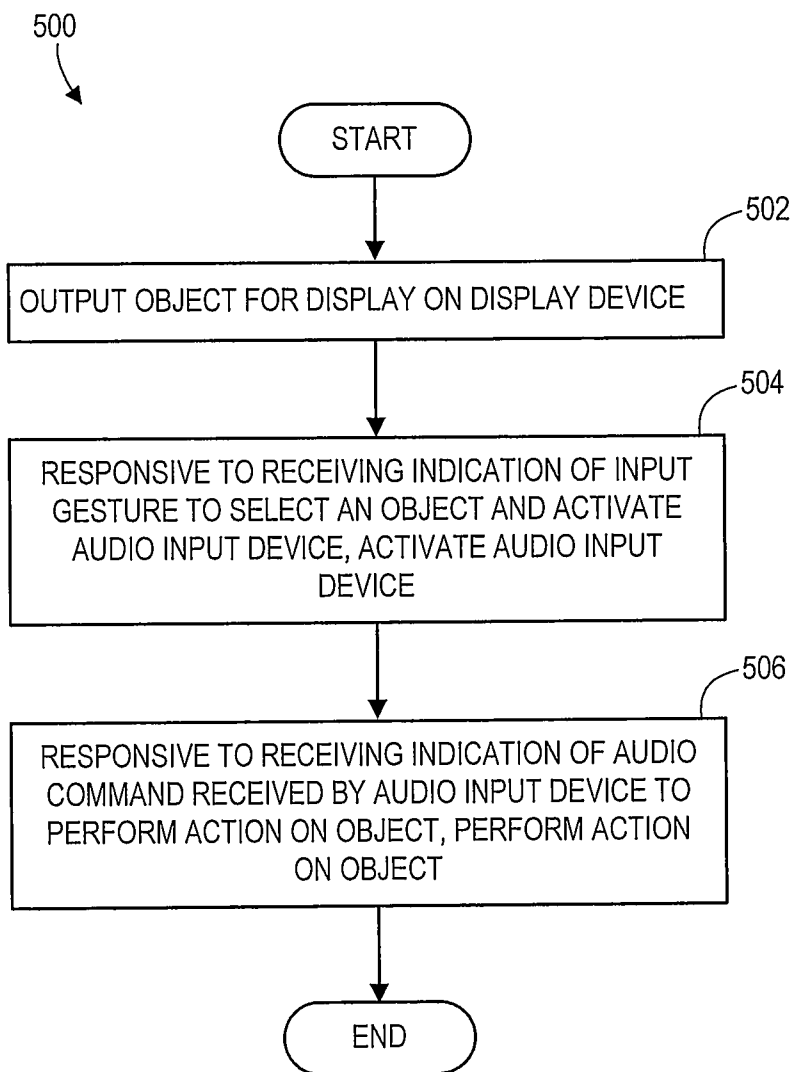 500
START
502
OUTPUT OBJECT FOR DISPLAY ON DISPLAY DEVICE
504
RESPONSIVE TO RECEIVING INDICATION OF INPUT
GESTURE TO SELECT AN OBJECT AND ACTIVATE
AUDIO INPUT DEVICE, ACTIVATE AUDIO INPUT
DEVICE
506
RESPONSIVE TO RECEIVING INDICATION OF AUDIO
COMMAND RECEIVED BY AUDIO INPUT DEVICE TO
PERFORM ACTION ON OBJECT, PERFORM ACTION
ON OBJECT
END